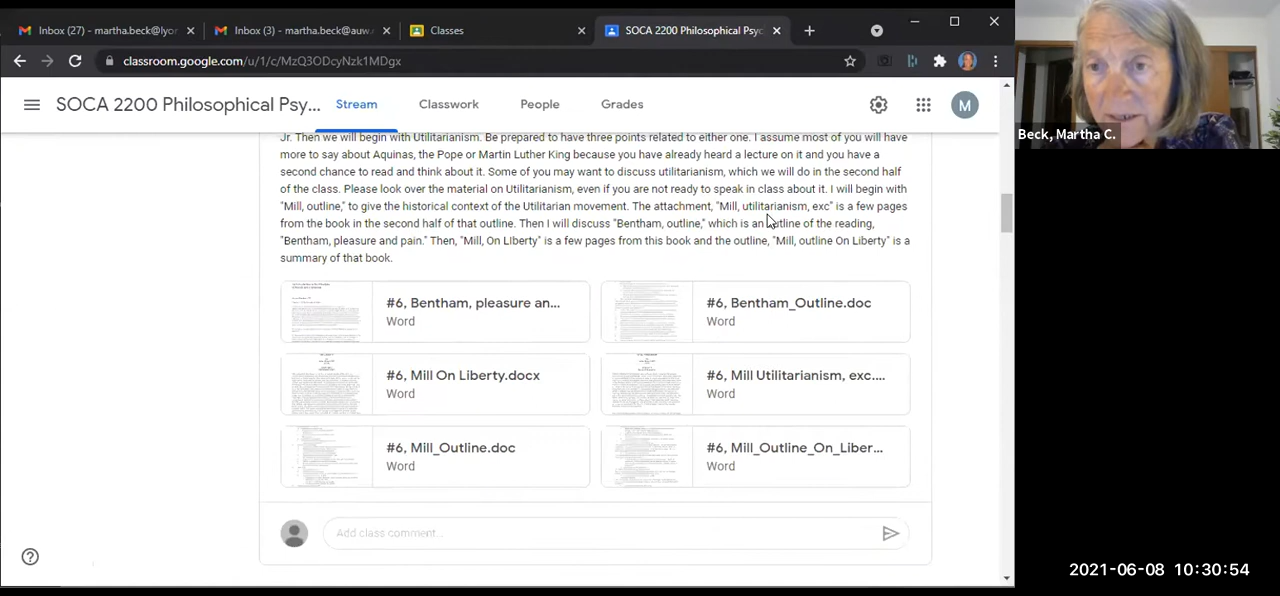 Inbox (27) - martha.beck@lyon
Inbox (3) - martha.beck@auw.
Classes
SOCA 2200 Philosophical Psyc
classroom.google.com/u/1/c/MzQ3ODcyNzk1MDgx
SOCA 2200 Philosophical Psy...
Stream
Classwork
People
Grades
M
Beck, Martha C.
Jr. Then we will begin with Utilitarianism. Be prepared to have three points related to either one. I assume most of you will have
more to say about Aquinas, the Pope or Martin Luther King because you have already heard a lecture on it and you have a
second chance to read and think about it. Some of you may want to discuss utilitarianism, which we will do in the second half
of the class. Please look over the material on Utilitarianism, even if you are not ready to speak in class about it. I will begin with
"Mill, outline," to give the historical context of the Utilitarian movement. The attachment, "Mill, utilitarianism, exc" is a few pages
from the book in the second half of that outline. Then I will discuss "Bentham, outline," which is an outline of the reading,
"Bentham, pleasure and pain." Then, "Mill, On LIberty" is a few pages from this book and the outline, "Mill, outline On Liberty" is a
summary of that book.
#6, Bentham, pleasure an...
Word
#6, Bentham_Outline.doc
Word
#6, Mill On Liberty.docx
Word
#6, Mill Utilitarianism, exc....
Word
#6, Mill_Outline.doc
Word
#6, Mill_Outline_On_Liber...
Word
Add class comment...
2021-06-08 10:30:54